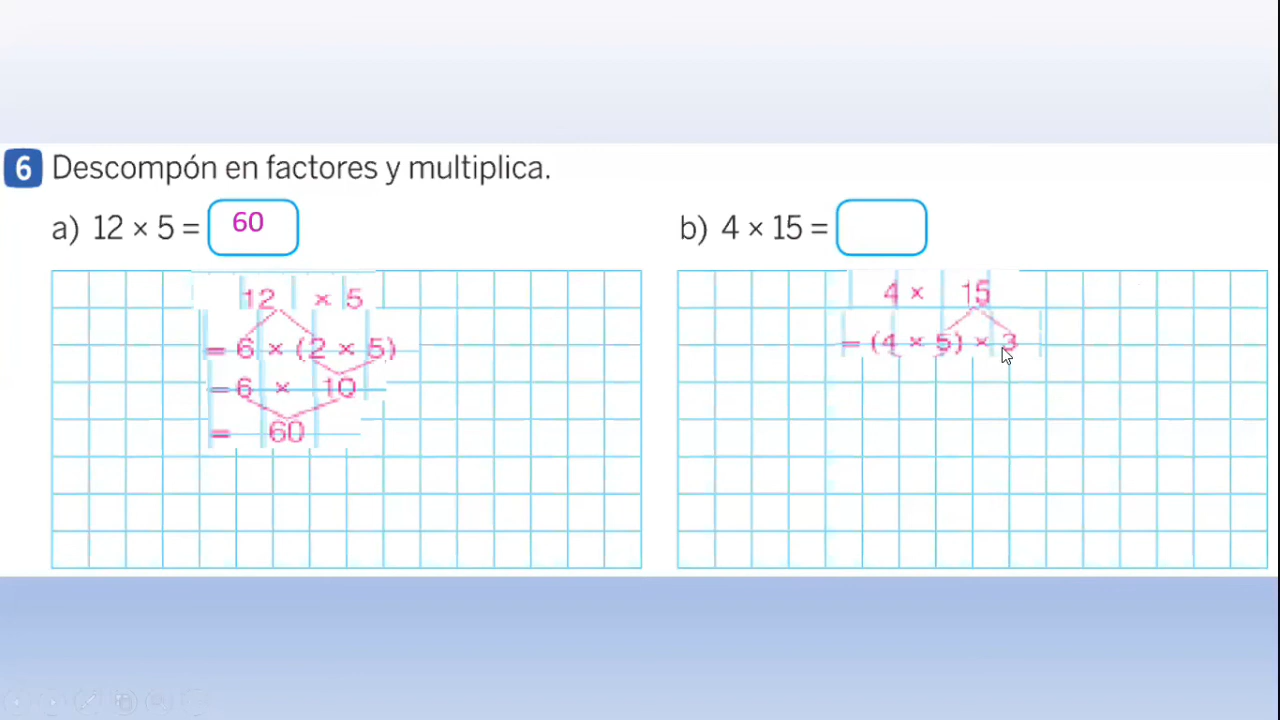 6 Descompón en factores y multiplica.
a) 12 × 5 = 60
12 × 5
= 6 × (2 × 5)
= 6 × 10
= 60
b) 4 × 15 =
4 × 15
= (4 × 5) × 3